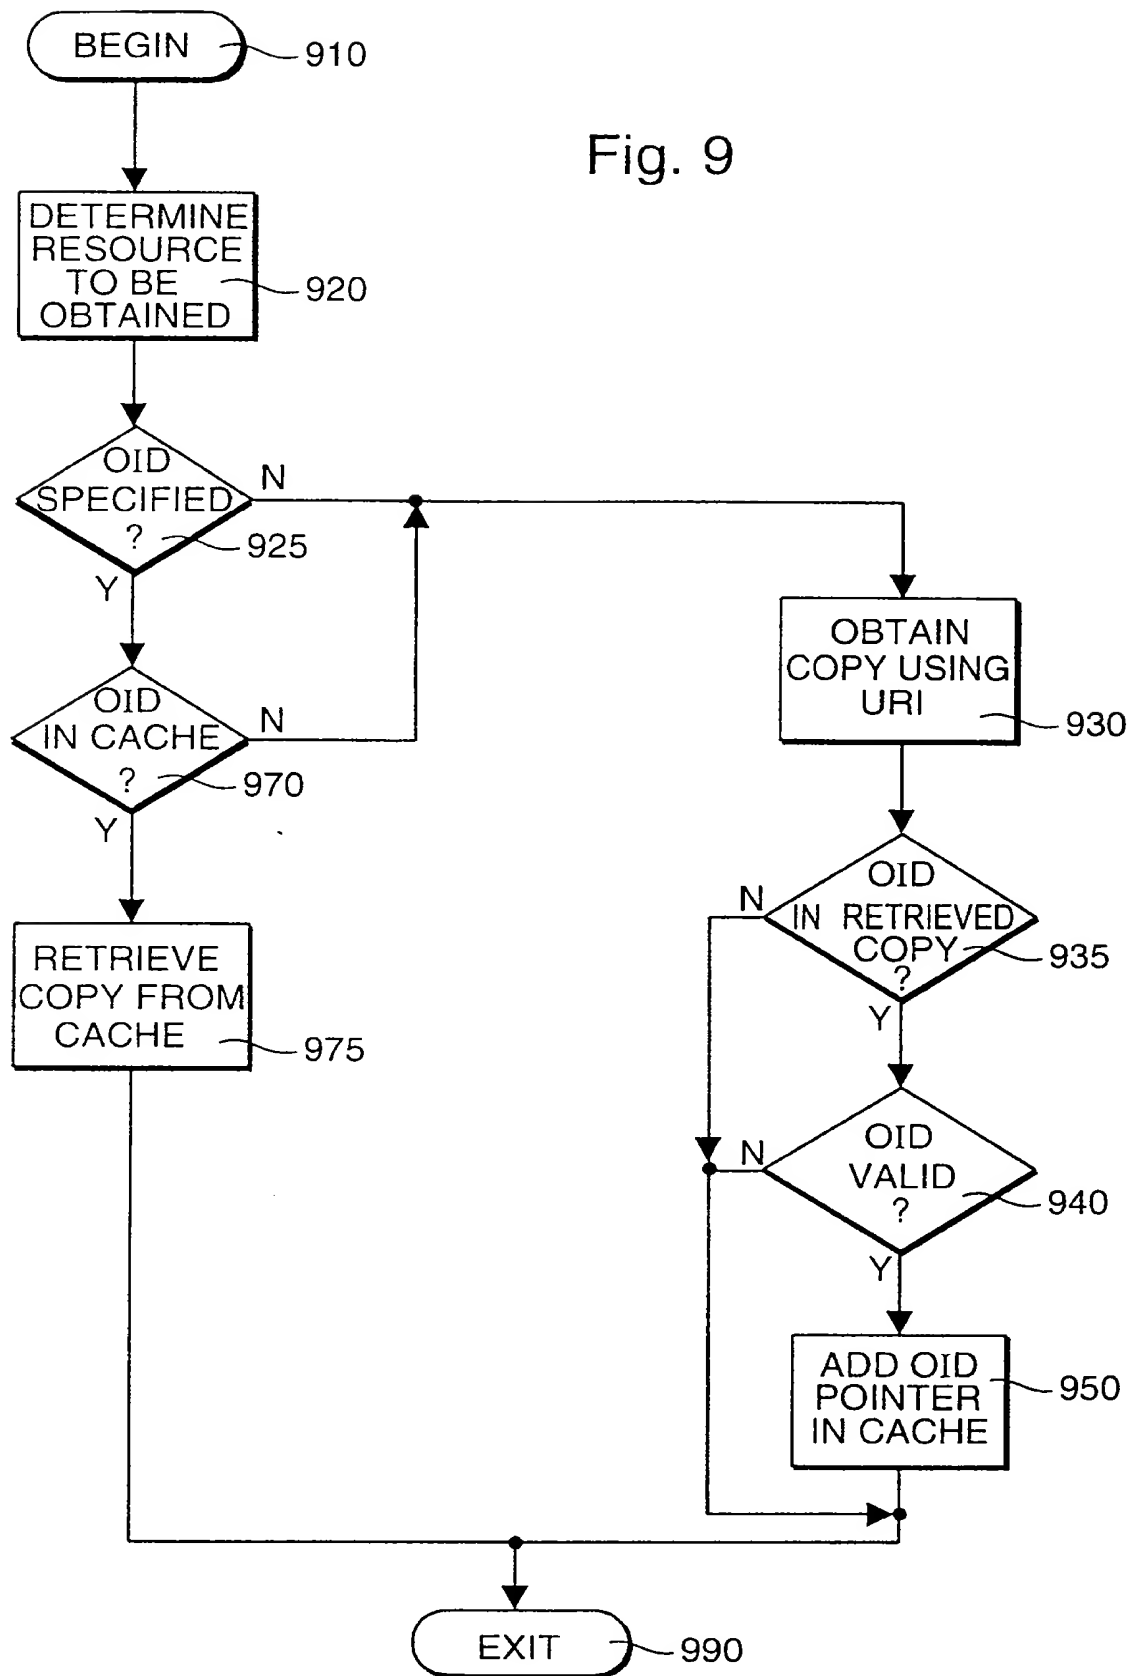 BEGIN
910
Fig. 9
DETERMINE
RESOURCE
TO BE
OBTAINED
920
OID
SPECIFIED
?
925
N
Y
OID
IN CACHE
?
970
N
Y
RETRIEVE
COPY FROM
CACHE
975
OBTAIN
COPY USING
URI
930
OID
IN RETRIEVED
COPY
?
935
N
Y
OID
VALID
?
940
N
Y
ADD OID
POINTER
IN CACHE
950
EXIT
990